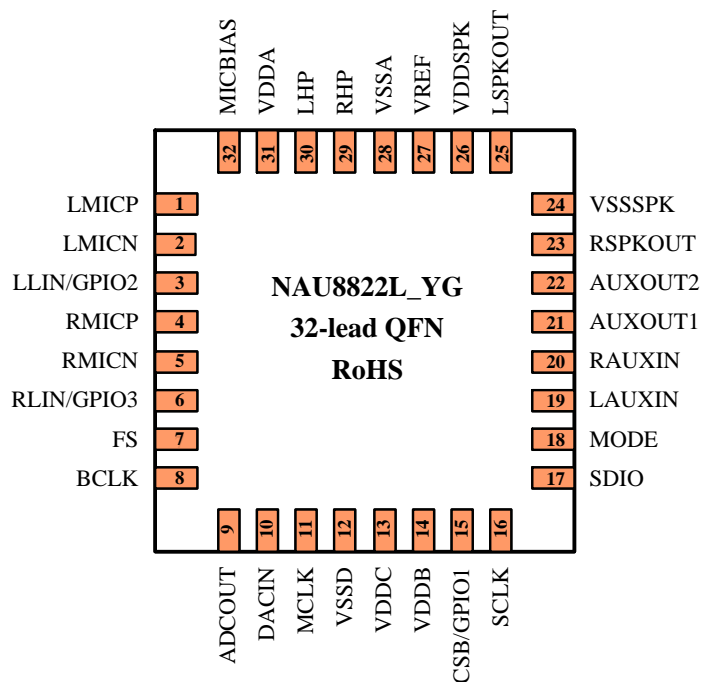 MICBIAS
VDDA
LHP
RHP
VSSA
VREF
VDDSPK
LSPKOUT
32
31
30
29
28
27
26
25
LMICP 1
LMICN 2
LLIN/GPIO2 3
RMICP 4
RMICN 5
RLIN/GPIO3 6
FS 7
BCLK 8
NAU8822L_YG
32-lead QFN
RoHS
24 VSSSPK
23 RSPKOUT
22 AUXOUT2
21 AUXOUT1
20 RAUXIN
19 LAUXIN
18 MODE
17 SDIO
9
10
11
12
13
14
15
16
ADCOUT
DACIN
MCLK
VSSD
VDDC
VDDB
CSB/GPIO1
SCLK